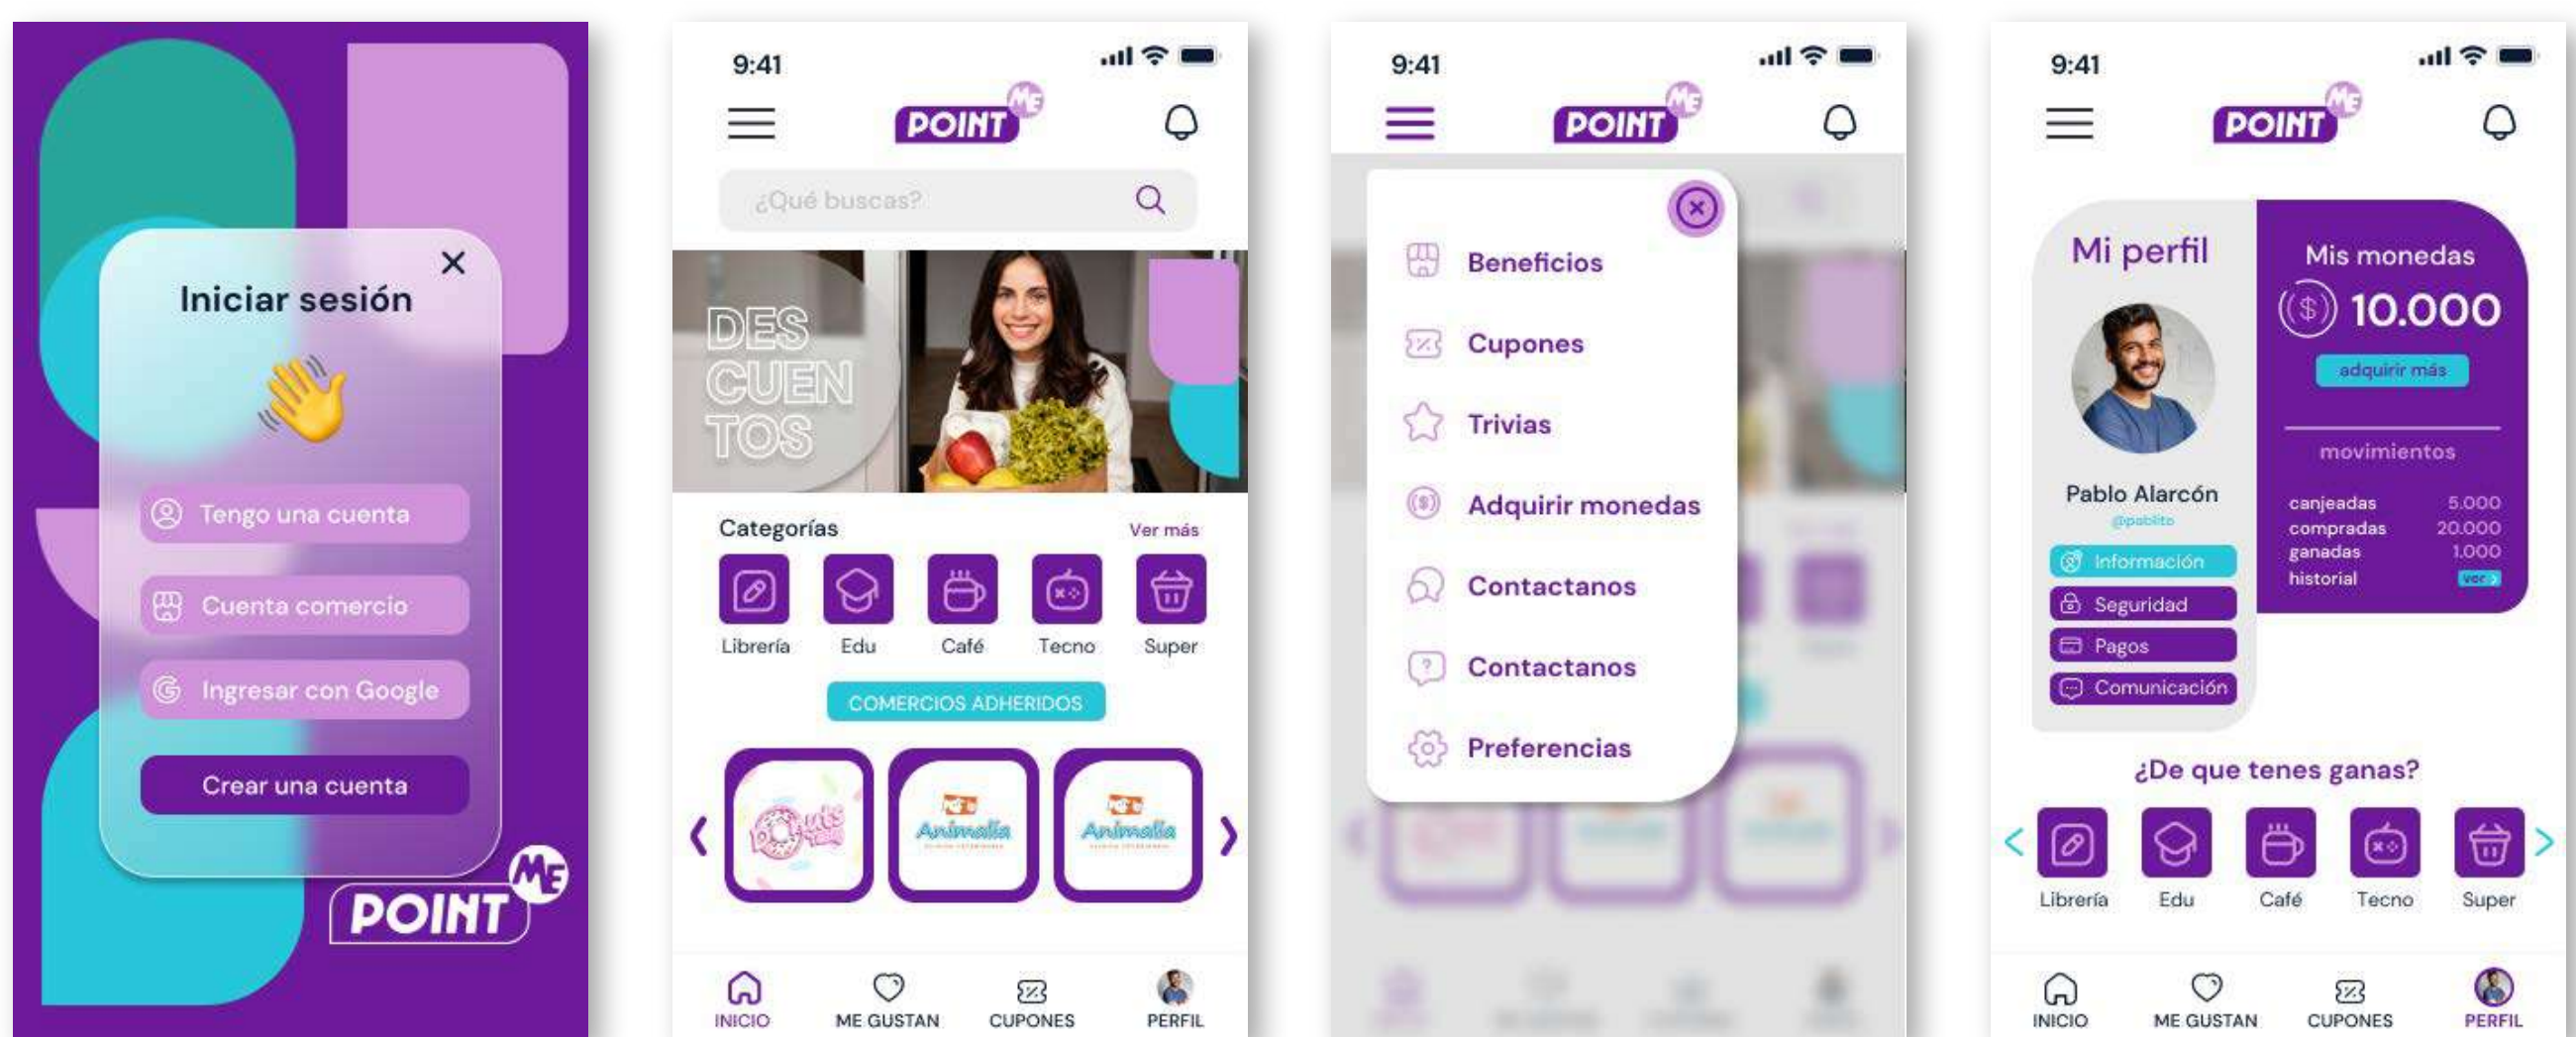 Iniciar sesión
Tengo una cuenta
Cuenta comercio
Ingresar con Google
Crear una cuenta
POINT ME
9:41
POINT ME
¿Qué buscas?
DES
CUEN
TOS
Categorías
Ver más
Librería
Edu
Café
Tecno
Super
COMERCIOS ADHERIDOS
Animalia
Animalia
INICIO
ME GUSTAN
CUPONES
PERFIL
9:41
POINT ME
Beneficios
Cupones
Trivias
Adquirir monedas
Contactanos
Contactanos
Preferencias
9:41
POINT ME
Mi perfil
Pablo Alarcón
@pablito
Información
Seguridad
Pagos
Comunicación
Mis monedas
10.000
adquirir más
movimientos
canjeadas 5.000
compradas 20.000
ganadas 1.000
historial ver >
¿De que tenes ganas?
Librería
Edu
Café
Tecno
Super
INICIO
ME GUSTAN
CUPONES
PERFIL